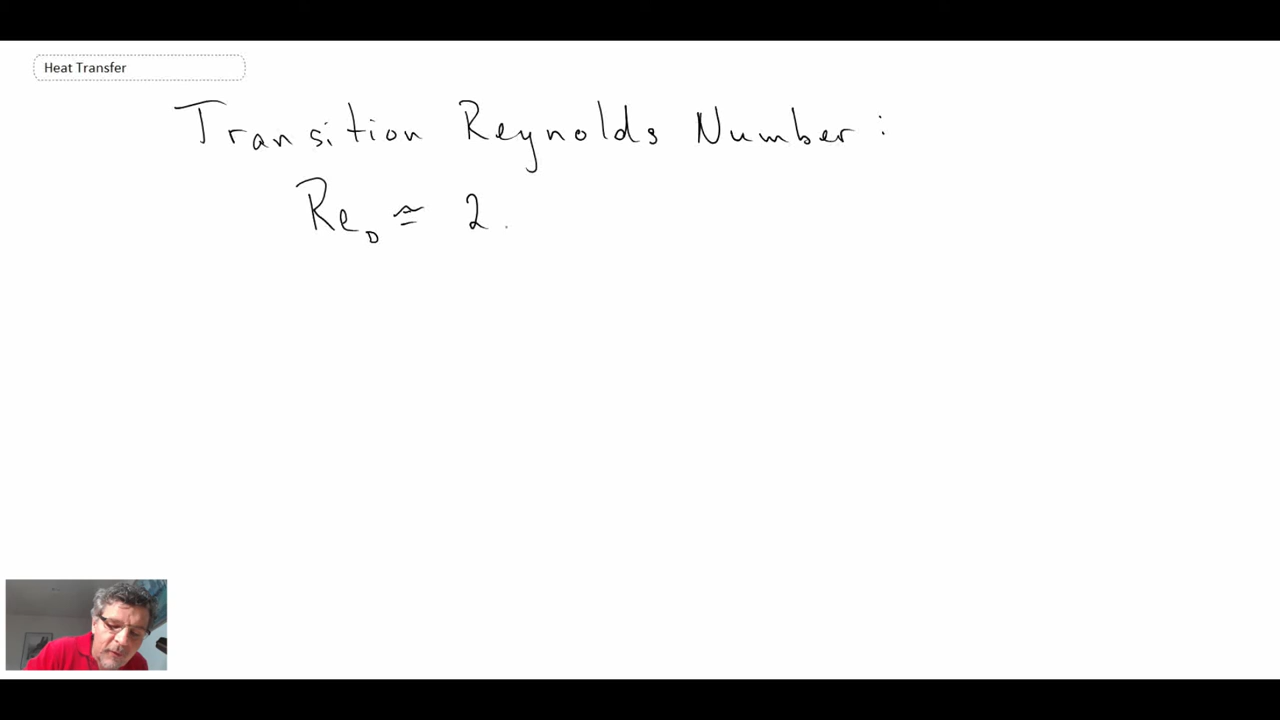 Heat Transfer
Transition Reynolds Number :
Re_D ≃ 2.